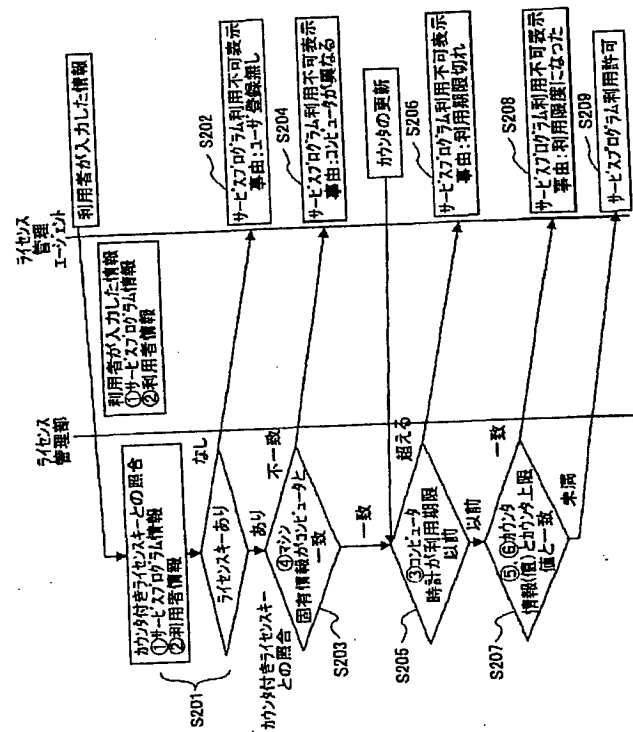 ライセンス
管理
エージェント
ライセンス
管理部
利用者が入力した情報
利用者が入力した情報
①サービスプログラム情報
②利用者情報
カウンタ付きライセンスキーとの照合
①サービスプログラム情報
②利用者情報
S201
ライセンスキーあり
なし
あり
S202
サービスプログラム利用不可表示
事由:ユーザ登録無し
カウンタ付きライセンスキー
との照合
④マシン
固有情報がコンピュータと
一致
S203
不一致
一致
S204
サービスプログラム利用不可表示
事由:コンピュータが異なる
カウンタの更新
③コンピュータ
時計が利用期限
以前
S205
超える
以前
S206
サービスプログラム利用不可表示
事由:利用期限切れ
⑤、⑥カウンタ
情報(値)とカウンタ上限
値と一致
S207
一致
未満
S208
サービスプログラム利用不可表示
事由:利用限度になった
S209
サービスプログラム利用許可